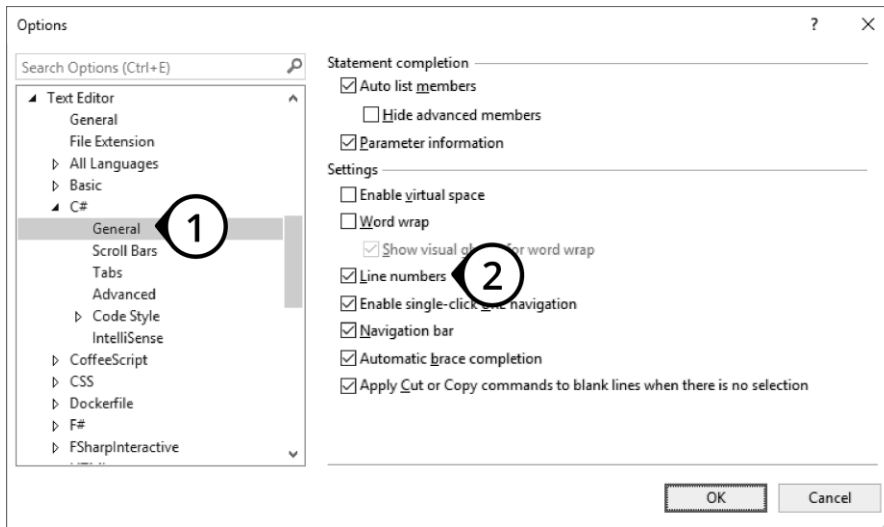 Options
?
Search Options (Ctrl+E)
Text Editor
General
File Extension
All Languages
Basic
C#
General
1
Scroll Bars
Tabs
Advanced
Code Style
IntelliSense
CoffeeScript
CSS
Dockerfile
F#
FSharpInteractive
Statement completion
Auto list members
Hide advanced members
Parameter information
Settings
Enable virtual space
Word wrap
Show visual for word wrap
Line numbers
2
Enable single-click navigation
Navigation bar
Automatic brace completion
Apply Cut or Copy commands to blank lines when there is no selection
OK
Cancel